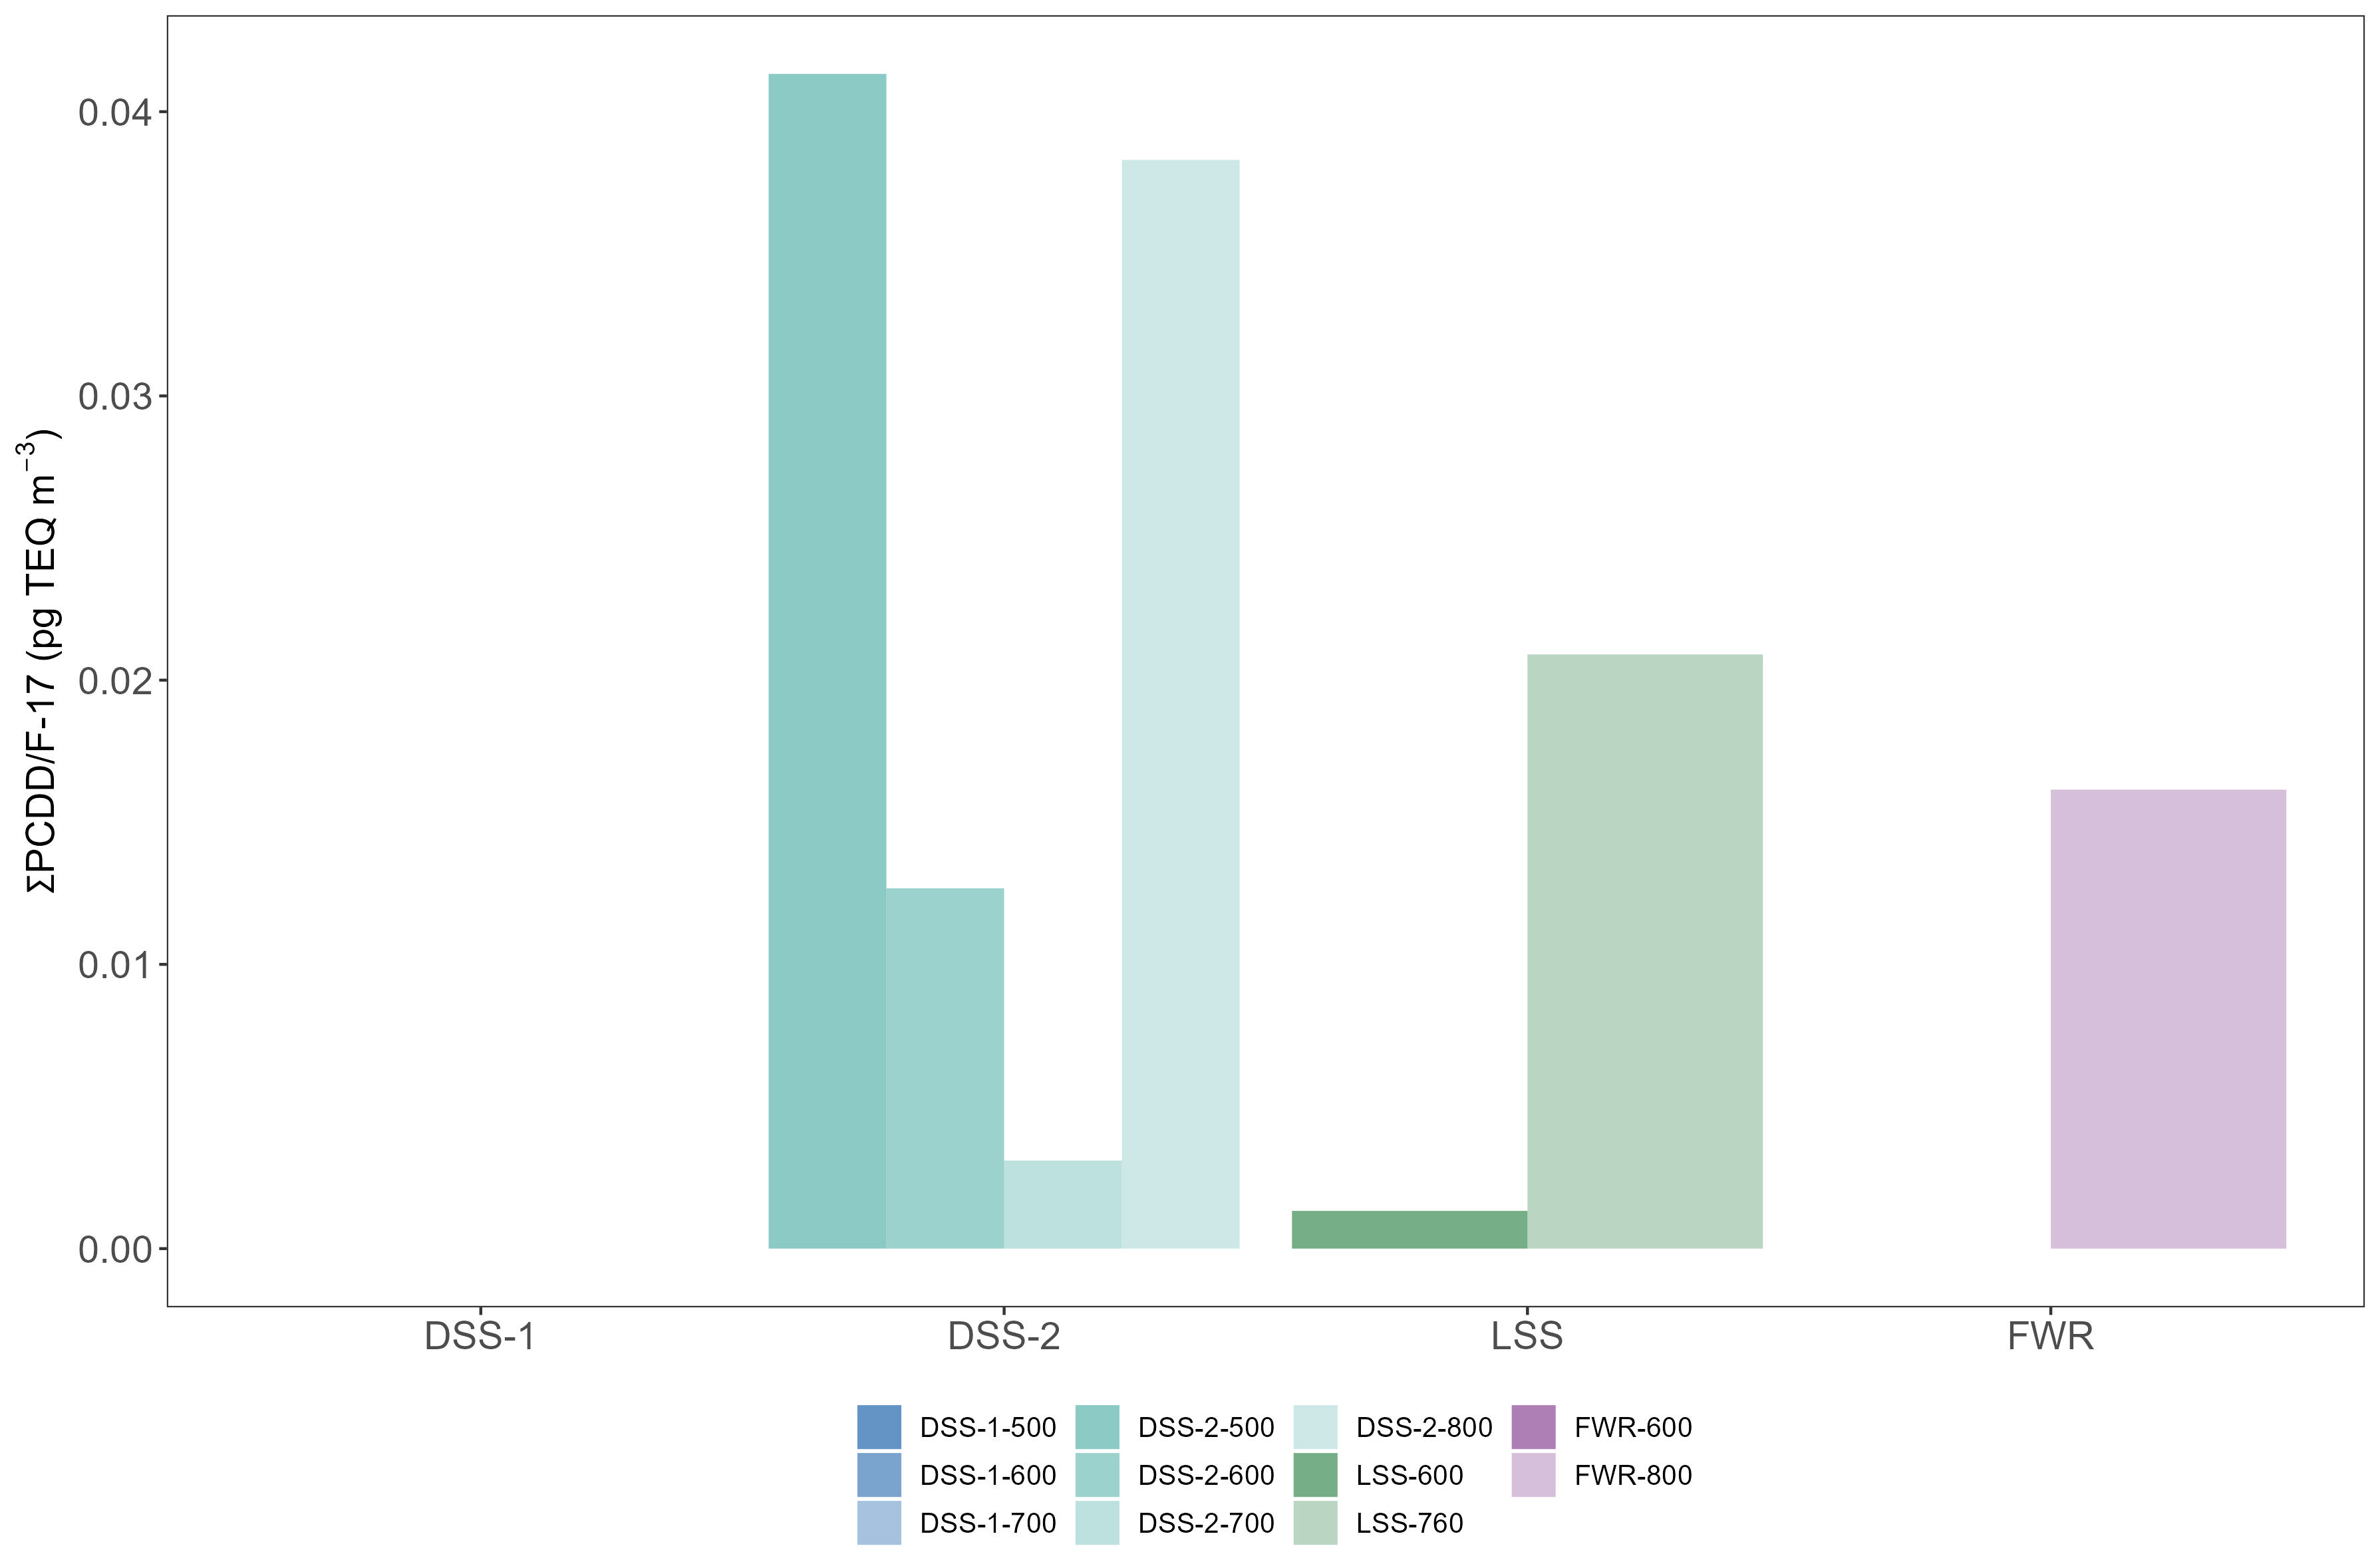 ΣPCDD/F-17 (pg TEQ m⁻³)
0.04
0.03
0.02
0.01
0.00
DSS-1 DSS-2 LSS FWR
DSS-1-500 DSS-2-500 DSS-2-800 FWR-600
DSS-1-600 DSS-2-600 LSS-600 FWR-800
DSS-1-700 DSS-2-700 LSS-760